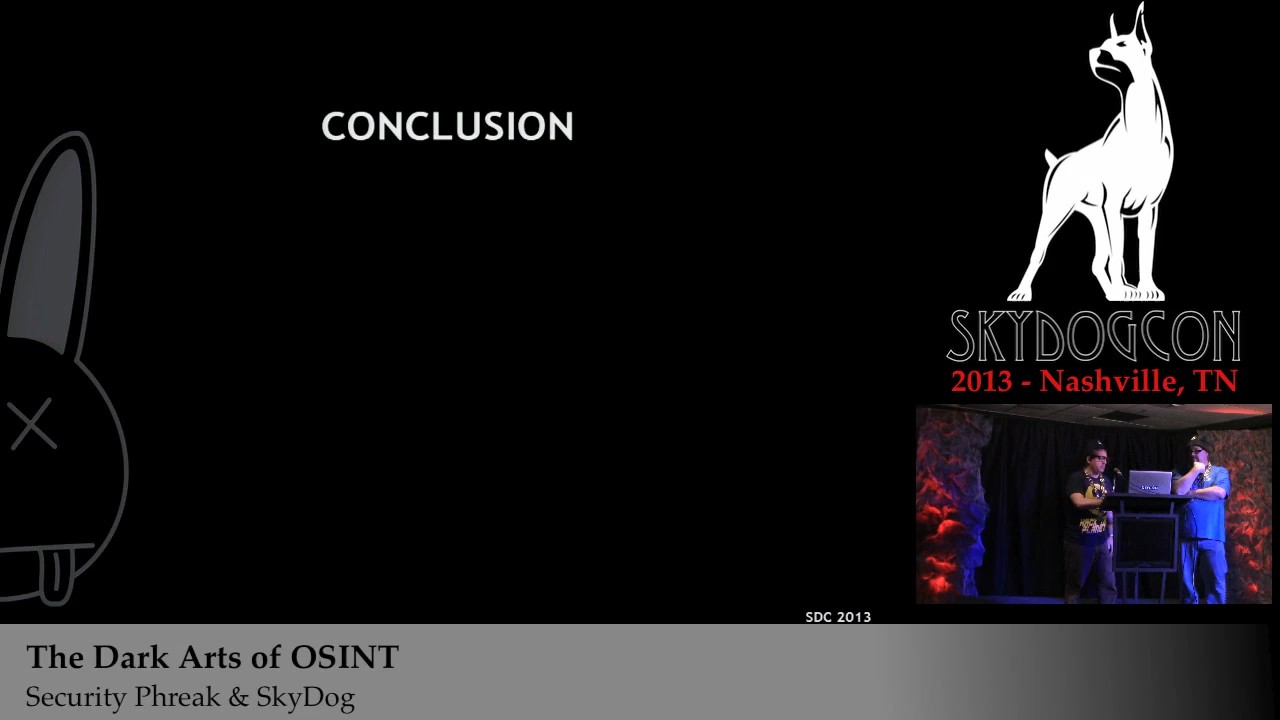 CONCLUSION
SKYDOGCON
2013 - Nashville, TN
SDC 2013
The Dark Arts of OSINT
Security Phreak & SkyDog